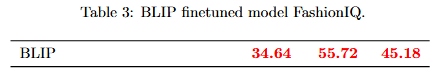 Table 3: BLIP finetuned model FashionIQ.
BLIP 34.64 55.72 45.18